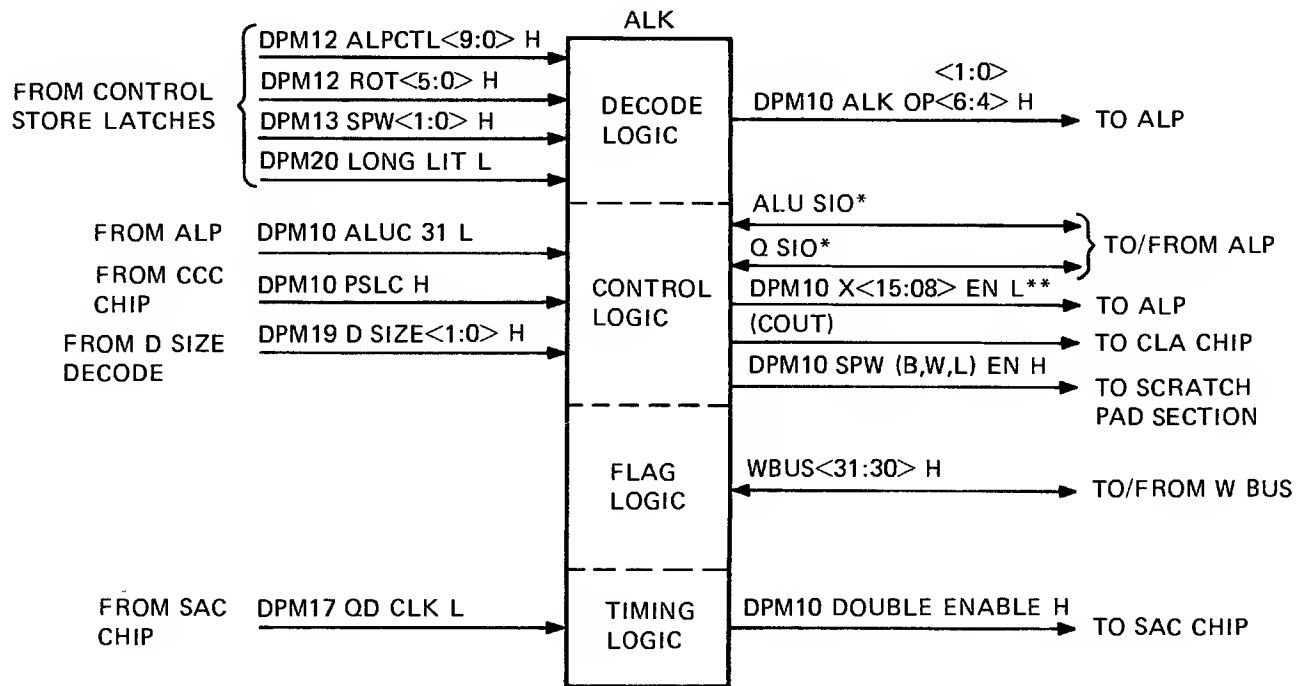 ALK
FROM CONTROL
STORE LATCHES
DPM12 ALPCTL<9:0> H
DPM12 ROT<5:0> H
DPM13 SPW<1:0> H
DPM20 LONG LIT L
DECODE
LOGIC
<1:0>
DPM10 ALK OP<6:4> H
TO ALP
FROM ALP
DPM10 ALUC 31 L
FROM CCC
CHIP
DPM10 PSLC H
FROM D SIZE
DECODE
DPM19 D SIZE<1:0> H
CONTROL
LOGIC
ALU SIO*
Q SIO*
TO/FROM ALP
DPM10 X<15:08> EN L**
TO ALP
(COUT)
TO CLA CHIP
DPM10 SPW (B,W,L) EN H
TO SCRATCH
PAD SECTION
FLAG
LOGIC
WBUS<31:30> H
TO/FROM W BUS
FROM SAC
CHIP
DPM17 QD CLK L
TIMING
LOGIC
DPM10 DOUBLE ENABLE H
TO SAC CHIP